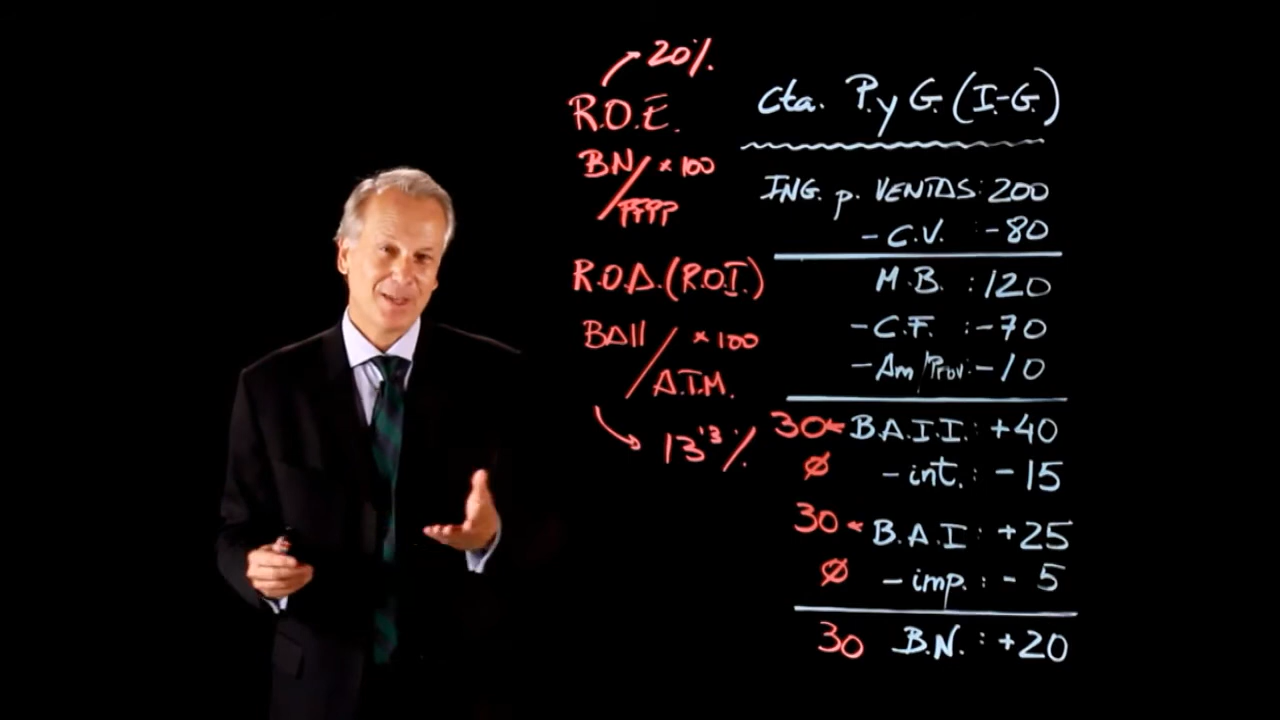 20%
R.O.E.
BN/FFPP × 100
R.O.A. (R.O.I.)
BAII/A.T.M. × 100
13'3%
Cta. P. y G. (I-G.)
ING. p. VENTAS: 200
- C.V. : -80
M.B. : 120
- C.F. : -70
- Am/Prov: -10
30 B.A.I.I.: +40
Ø - int. : -15
30 B.A.I : +25
Ø - imp. : - 5
30 B.N. : +20